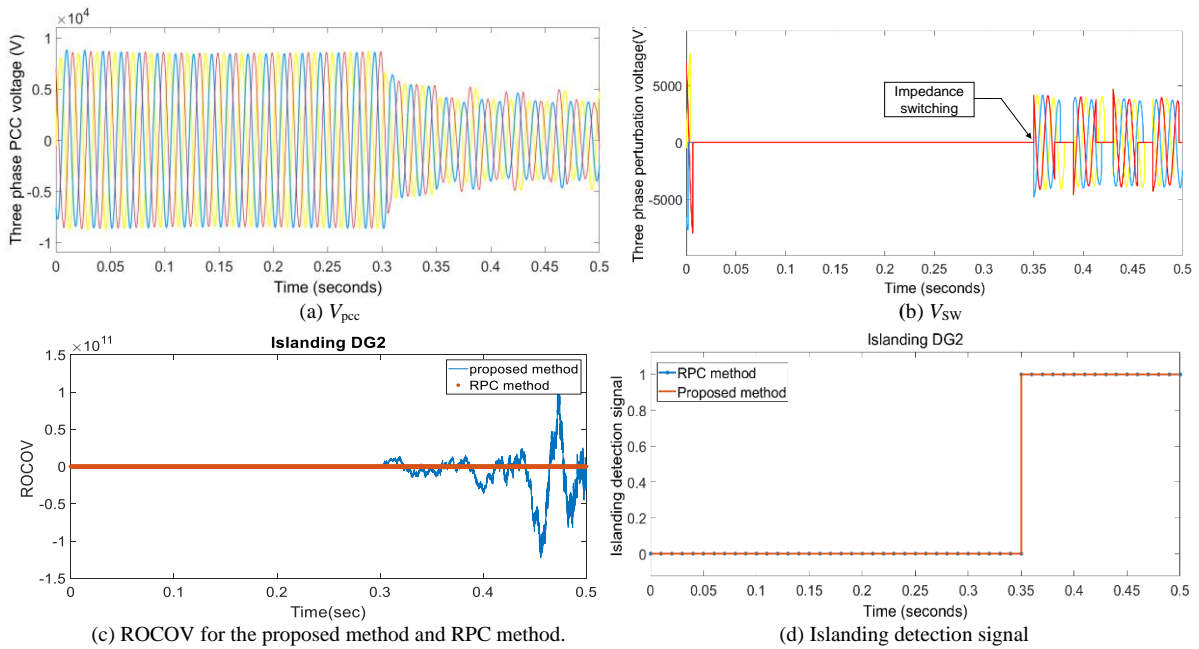 ×10⁴
Three phase PCC voltage (V)
1
0.5
0
-0.5
-1
0 0.05 0.1 0.15 0.2 0.25 0.3 0.35 0.4 0.45 0.5
Time (seconds)
(a) Vpcc
Three phase perturbation voltage(V)
5000
0
-5000
Impedance
switching
0 0.05 0.1 0.15 0.2 0.25 0.3 0.35 0.4 0.45 0.5
Time (seconds)
(b) VSW
Islanding DG2
×10¹¹
ROCOV
1.5
1
0.5
0
-0.5
-1
-1.5
proposed method
RPC method
0 0.1 0.2 0.3 0.4 0.5
Time(sec)
(c) ROCOV for the proposed method and RPC method.
Islanding DG2
Islanding detection signal
1
0.8
0.6
0.4
0.2
0
RPC method
Proposed method
0 0.05 0.1 0.15 0.2 0.25 0.3 0.35 0.4 0.45 0.5
Time (seconds)
(d) Islanding detection signal